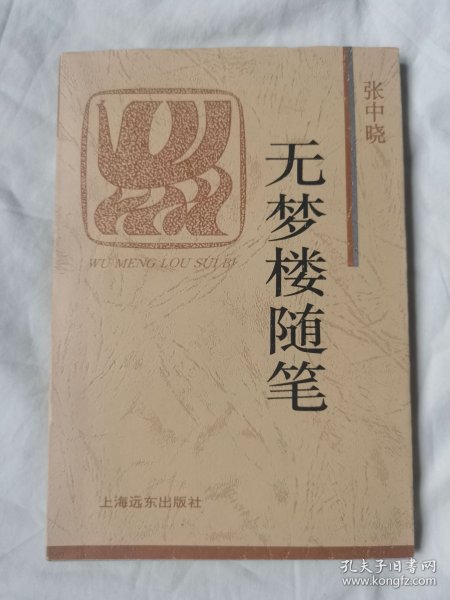 张中晓
无梦楼随笔
WU MENG LOU SUI BI
上海远东出版社
孔夫子旧书网
www.kongfz.com